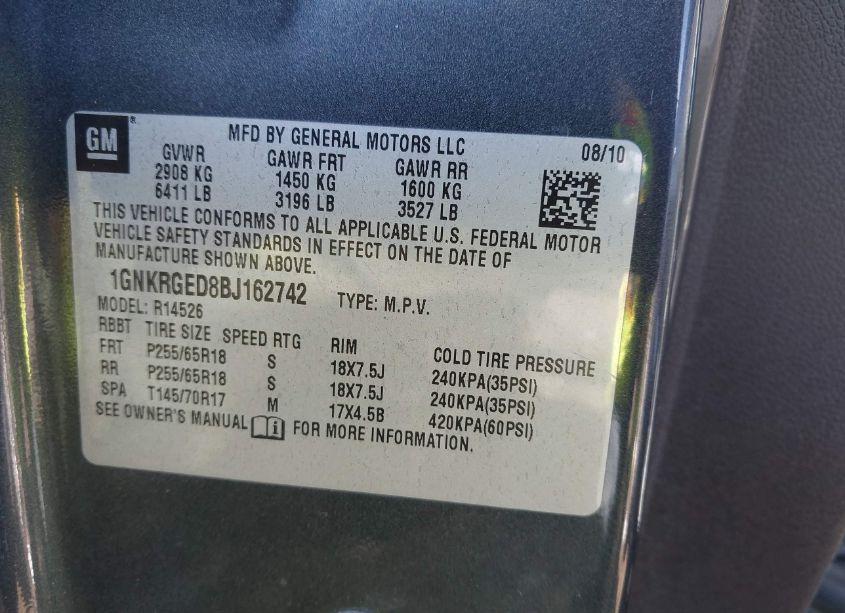 GM ®
MFD BY GENERAL MOTORS LLC 08/10
GVWR GAWR FRT GAWR RR
2908 KG 1450 KG 1600 KG
6411 LB 3196 LB 3527 LB
THIS VEHICLE CONFORMS TO ALL APPLICABLE U.S. FEDERAL MOTOR
VEHICLE SAFETY STANDARDS IN EFFECT ON THE DATE OF
MANUFACTURE SHOWN ABOVE.
1GNKRGED8BJ162742 TYPE: M.P.V.
MODEL: R14526
RBBT TIRE SIZE SPEED RTG RIM COLD TIRE PRESSURE
FRT P255/65R18 S 18X7.5J 240KPA(35PSI)
RR P255/65R18 S 18X7.5J 240KPA(35PSI)
SPA T145/70R17 M 17X4.5B 420KPA(60PSI)
SEE OWNER'S MANUAL FOR MORE INFORMATION.